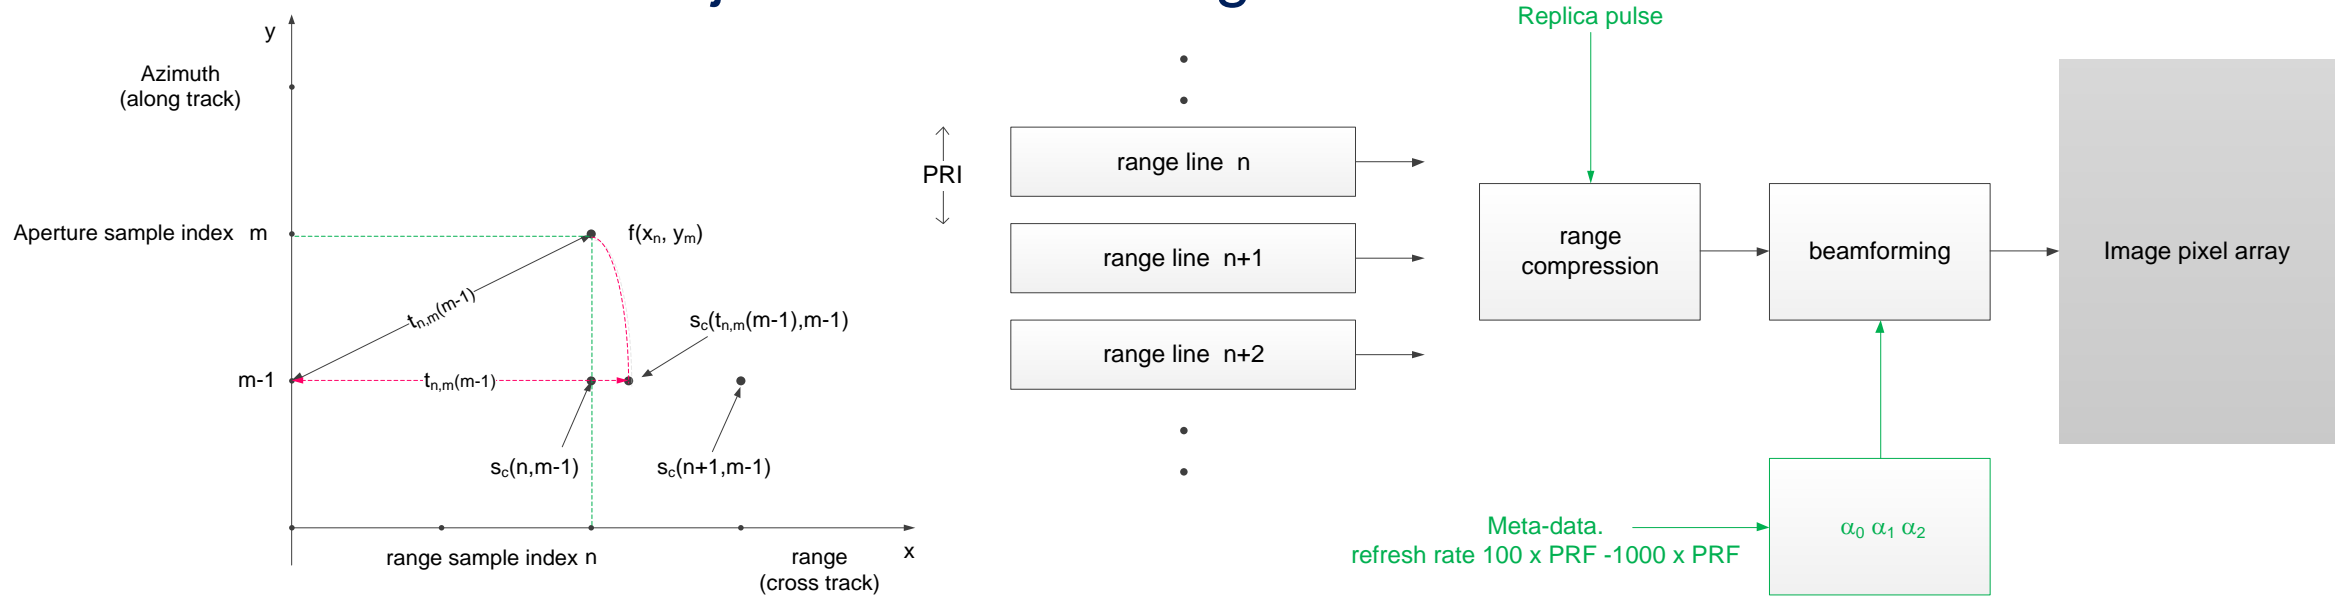 y
Azimuth
(along track)
Aperture sample index m
f(xn, ym)
tn,m(m-1)
sc(tn,m(m-1),m-1)
m-1
tn,m(m-1)
sc(n,m-1)
sc(n+1,m-1)
range sample index n
range
(cross track)
x
PRI
range line n
range line n+1
range line n+2
Replica pulse
range
compression
beamforming
Image pixel array
Meta-data.
refresh rate 100 x PRF -1000 x PRF
α0 α1 α2